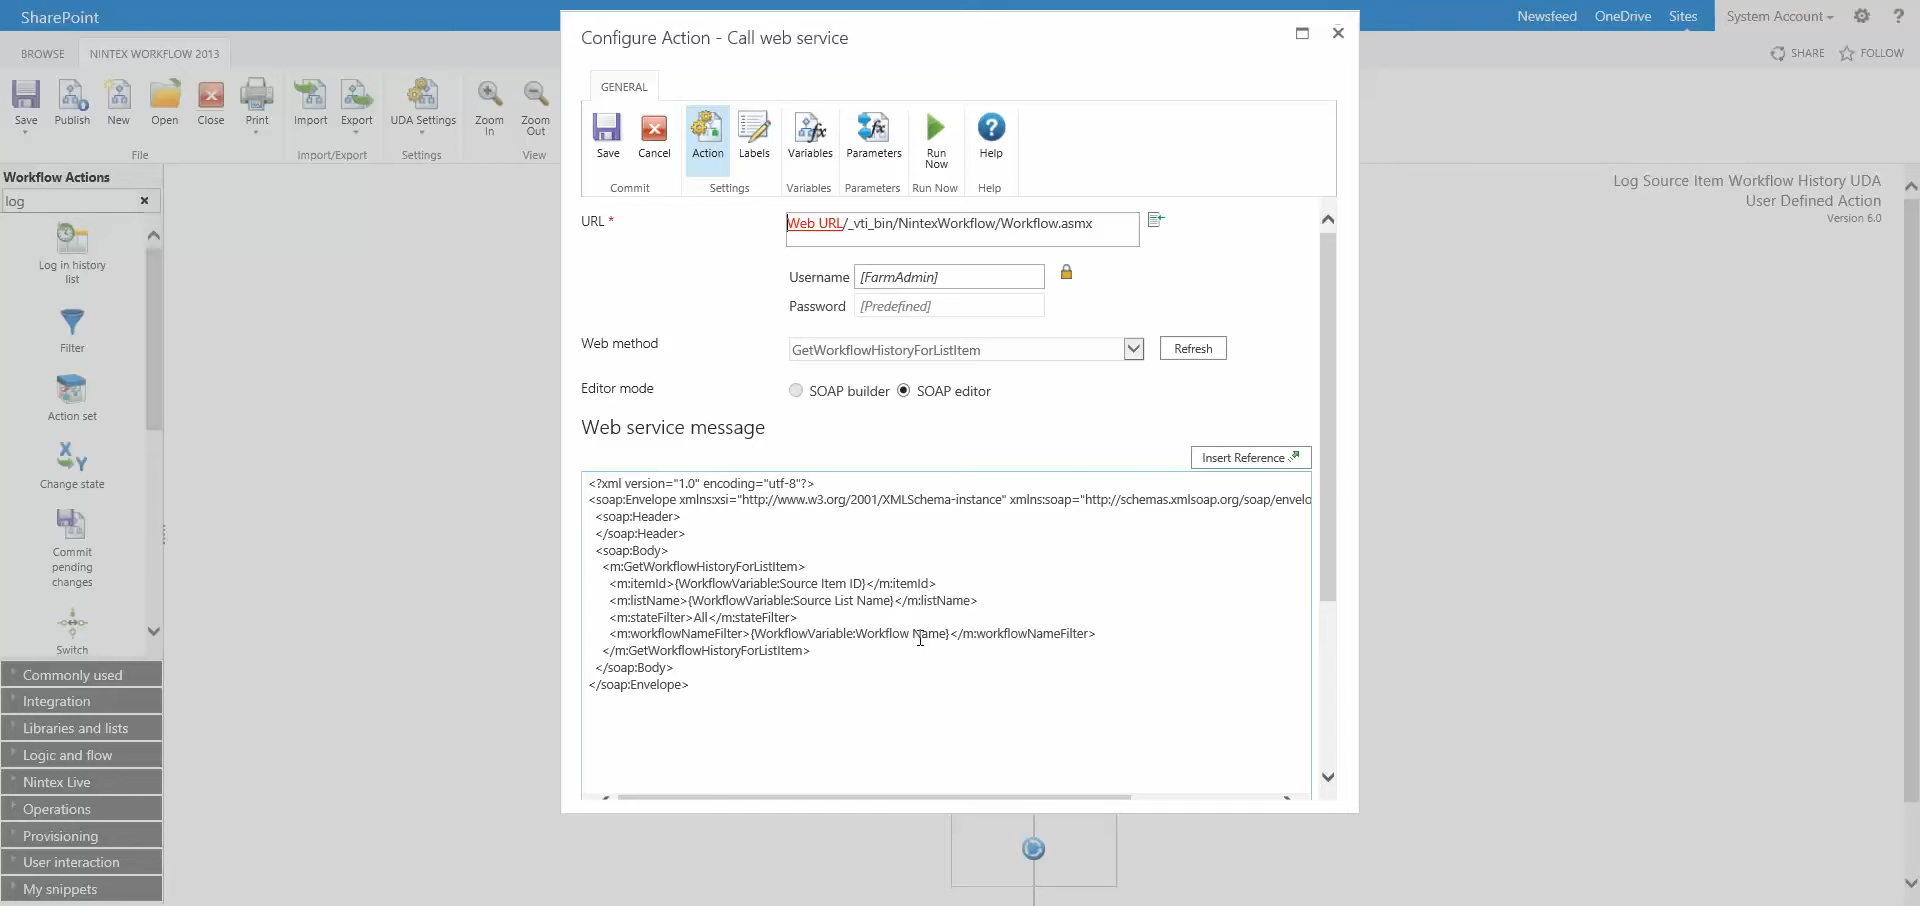 SharePoint
Newsfeed OneDrive Sites System Account ?
BROWSE NINTEX WORKFLOW 2013
SHARE FOLLOW
Save Publish New Open Close Print Import Export UDA Settings Zoom In Zoom Out
File Import/Export Settings View
Workflow Actions
log
Log in history list
Filter
Action set
Change state
Commit pending changes
Switch
Commonly used
Integration
Libraries and lists
Logic and flow
Nintex Live
Operations
Provisioning
User interaction
My snippets
Log Source Item Workflow History UDA
User Defined Action
Version 6.0
Configure Action - Call web service
GENERAL
Save Cancel Action Labels Variables Parameters Run Now Help
Commit Settings Variables Parameters Run Now Help
URL * Web URL/_vti_bin/NintexWorkflow/Workflow.asmx
Username [FarmAdmin]
Password [Predefined]
Web method GetWorkflowHistoryForListItem Refresh
Editor mode SOAP builder SOAP editor
Web service message
Insert Reference
<?xml version="1.0" encoding="utf-8"?>
<soap:Envelope xmlns:xsi="http://www.w3.org/2001/XMLSchema-instance" xmlns:soap="http://schemas.xmlsoap.org/soap/envelo
<soap:Header>
</soap:Header>
<soap:Body>
<m:GetWorkflowHistoryForListItem>
<m:itemId>{WorkflowVariable:Source Item ID}</m:itemId>
<m:listName>{WorkflowVariable:Source List Name}</m:listName>
<m:stateFilter>All</m:stateFilter>
<m:workflowNameFilter>{WorkflowVariable:Workflow Name}</m:workflowNameFilter>
</m:GetWorkflowHistoryForListItem>
</soap:Body>
</soap:Envelope>